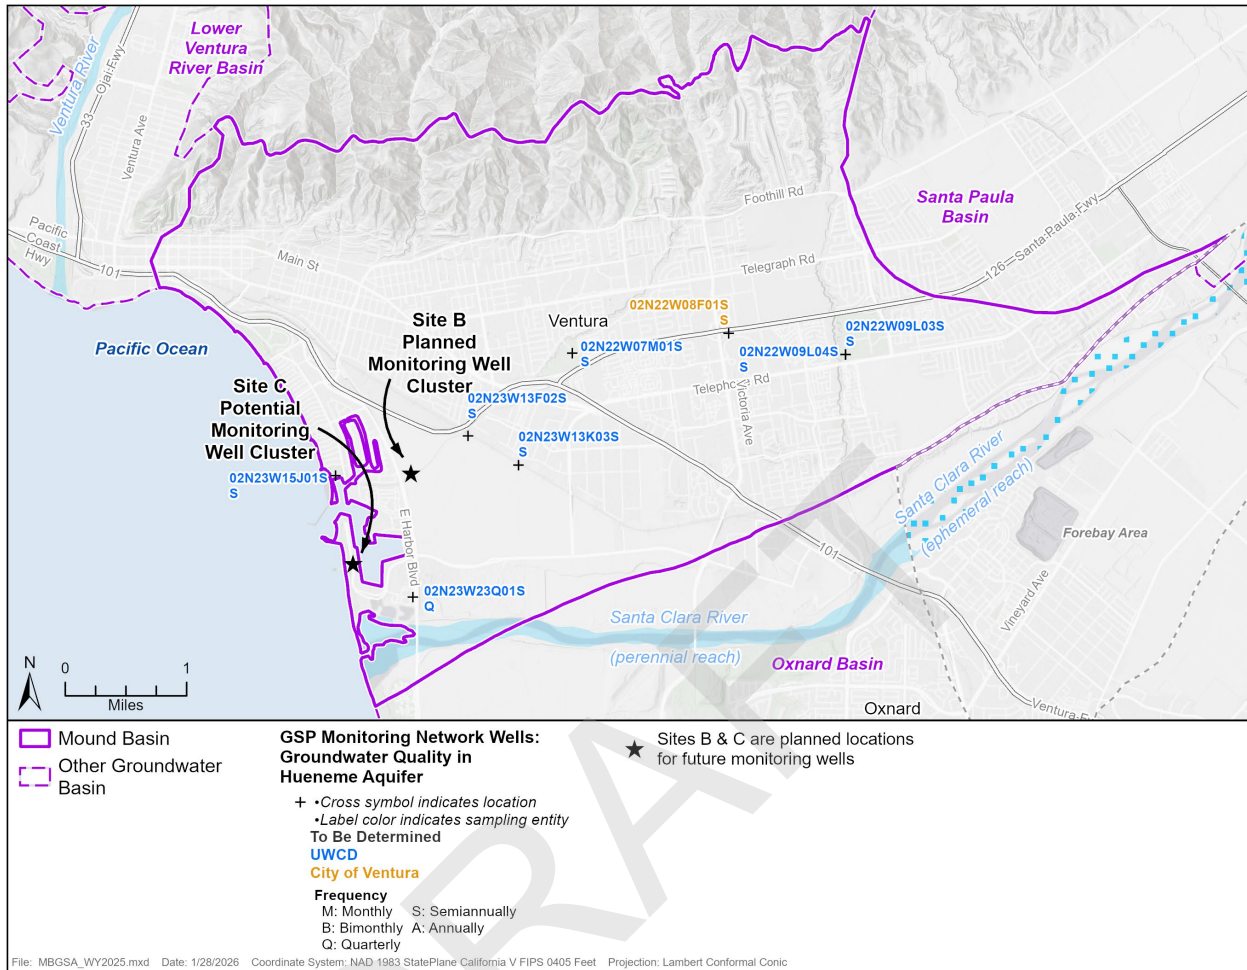 Lower
Ventura
River Basin
Ventura River
33
Ojai Fwy
Ventura Ave
Foothill Rd
Santa Paula
Basin
Pacific
Coast
Hwy
101
Main St
Telegraph Rd
126
Santa Paula Fwy
Pacific Ocean
Site B
Planned
Monitoring Well
Cluster
Ventura
02N22W08F01S
S
02N22W07M01S
S
02N22W09L03S
S
02N22W09L04S
S
Telephone Rd
Victoria Ave
Site C
Potential
Monitoring
Well Cluster
02N23W13F02S
S
02N23W13K03S
S
02N23W15J01S
S
E Harbor Blvd
02N23W23Q01S
Q
101
Santa Clara River
(ephemeral reach)
Forebay Area
Vineyard Ave
Santa Clara River
(perennial reach)
Oxnard Basin
Oxnard
Ventura F
N
0 1
Miles
Mound Basin
Other Groundwater
Basin
GSP Monitoring Network Wells:
Groundwater Quality in
Hueneme Aquifer
+ •Cross symbol indicates location
•Label color indicates sampling entity
To Be Determined
UWCD
City of Ventura
Frequency
M: Monthly S: Semiannually
B: Bimonthly A: Annually
Q: Quarterly
Sites B & C are planned locations
for future monitoring wells
DRAFT
File: MBGSA_WY2025.mxd Date: 1/28/2026 Coordinate System: NAD 1983 StatePlane California V FIPS 0405 Feet Projection: Lambert Conformal Conic